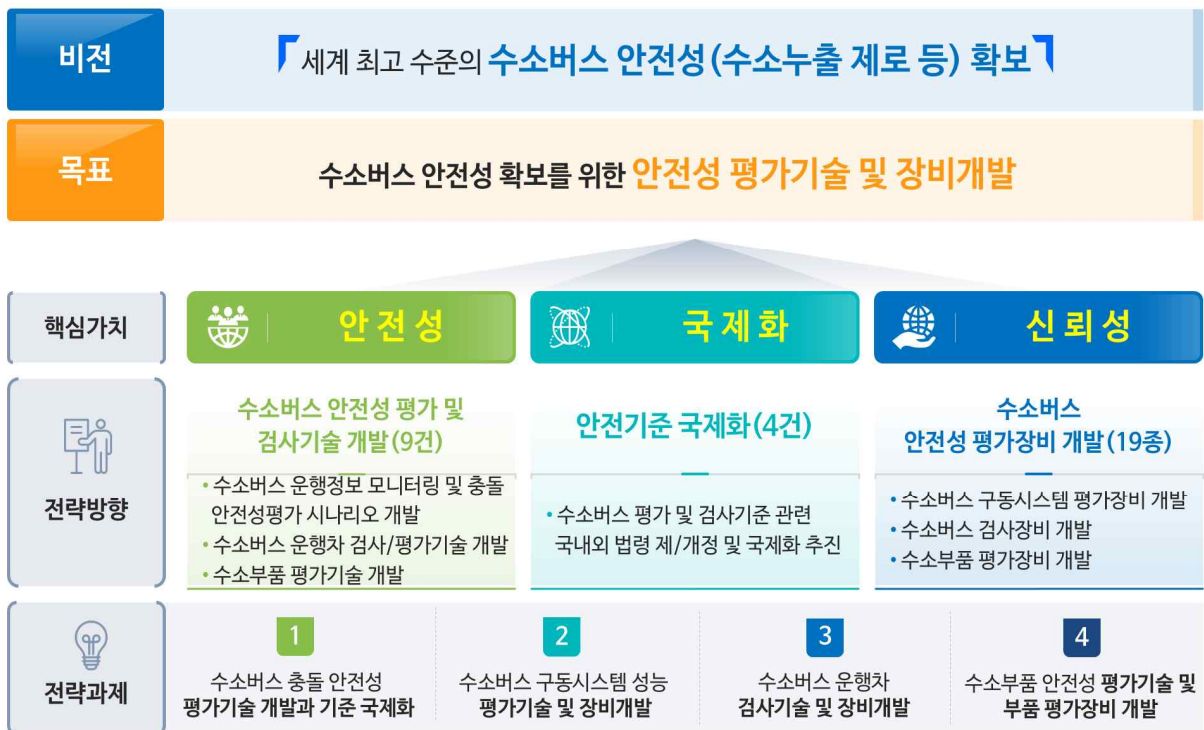 비전
「세계 최고 수준의 수소버스 안전성(수소누출 제로 등) 확보」
목표
수소버스 안전성 확보를 위한 안전성 평가기술 및 장비개발
핵심가치
안전성
국제화
신뢰성
전략방향
수소버스 안전성 평가 및
검사기술 개발(9건)
• 수소버스 운행정보 모니터링 및 충돌
안전성평가 시나리오 개발
• 수소버스 운행차 검사/평가기술 개발
• 수소부품 평가기술 개발
안전기준 국제화(4건)
• 수소버스 평가 및 검사기준 관련
국내외 법령 제/개정 및 국제화 추진
수소버스
안전성 평가장비 개발(19종)
• 수소버스 구동시스템 평가장비 개발
• 수소버스 검사장비 개발
• 수소부품 평가장비 개발
전략과제
1
수소버스 충돌 안전성
평가기술 개발과 기준 국제화
2
수소버스 구동시스템 성능
평가기술 및 장비개발
3
수소버스 운행차
검사기술 및 장비개발
4
수소부품 안전성 평가기술 및
부품 평가장비 개발